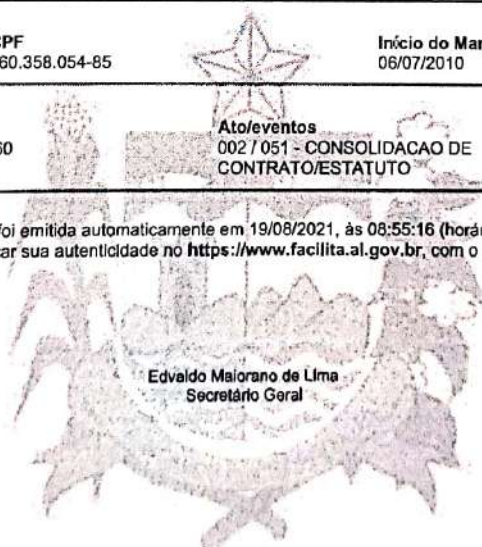 CPF
60.358.054-85
Início do Man
06/07/2010
60
Ato/eventos
002 / 051 - CONSOLIDACAO DE
CONTRATO/ESTATUTO
foi emitida automaticamente em 19/08/2021, às 08:55:16 (horár
car sua autenticidade no https://www.facilita.al.gov.br, com o
Edvaldo Maiorano de Lima
Secretário Geral